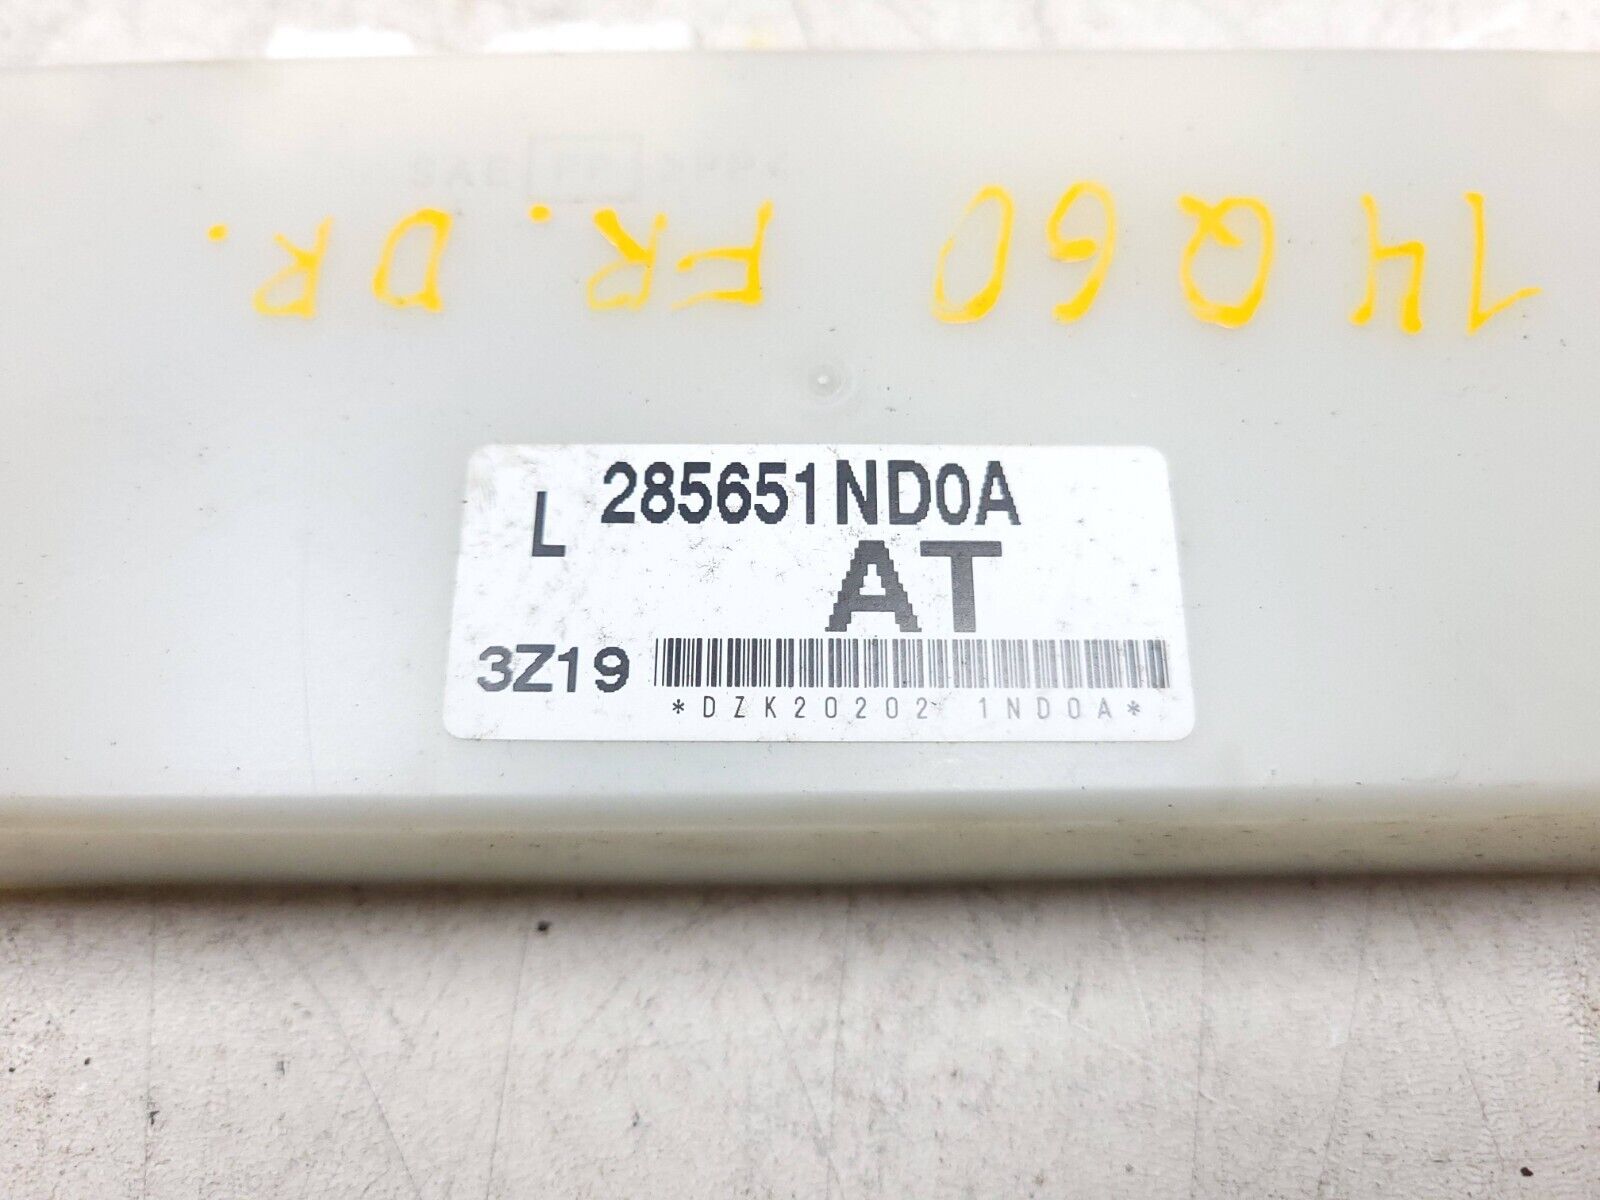 14 Q60 FR. DR.
L 285651ND0A
AT
3Z19
*DZK20202 1ND0A*